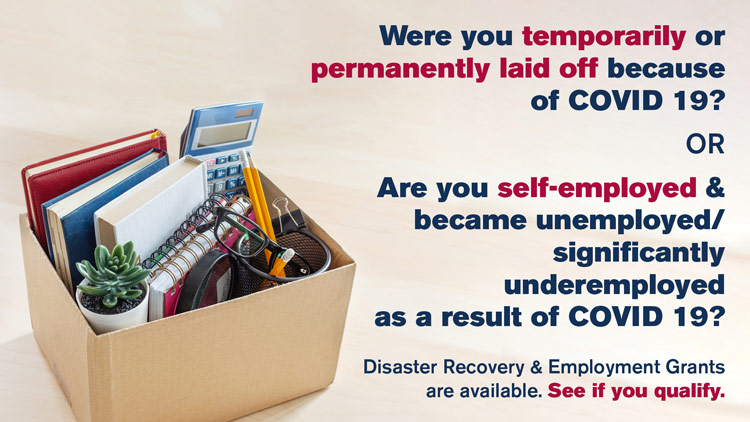 Were you temporarily or
permanently laid off because
of COVID 19?
OR
Are you self-employed &
became unemployed/
significantly
underemployed
as a result of COVID 19?
Disaster Recovery & Employment Grants
are available. See if you qualify.